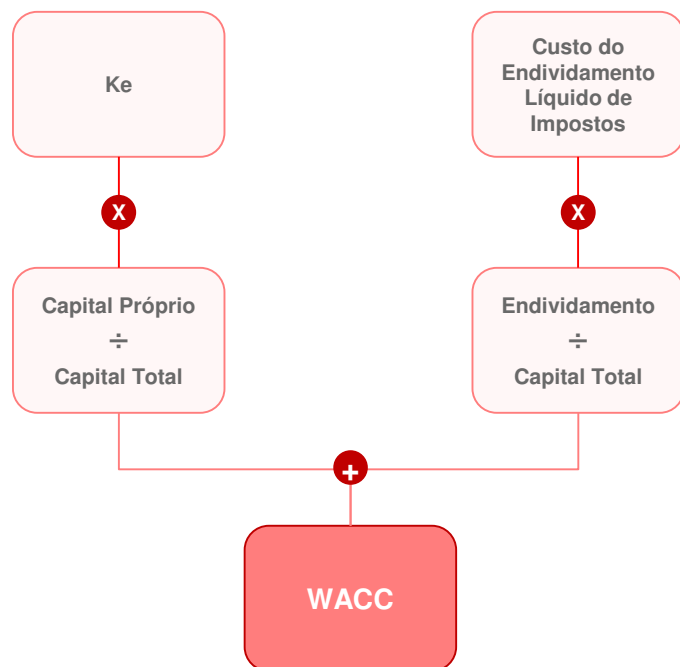 Ke
Custo do
Endividamento
Líquido de
Impostos
X
X
Capital Próprio
÷
Capital Total
Endividamento
÷
Capital Total
+
WACC